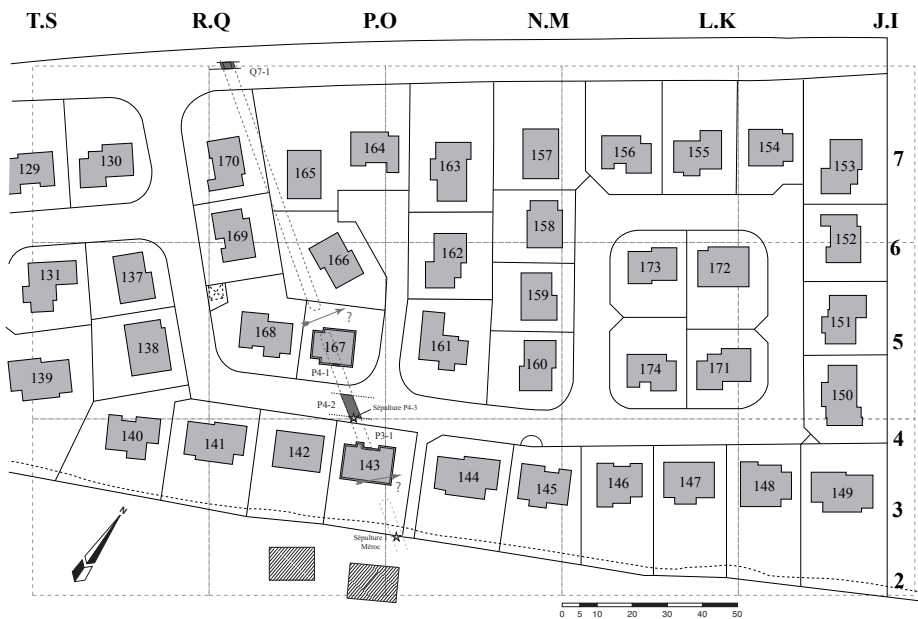 T.S R.Q P.O N.M L.K J.I
Q7-1
164 157 156 155 154 7
129 130 170 165 163 153
158
169 162 152 6
166 173 172
131 137
159
168 ? 151
138 167 161 5
139 160 174 171
P4-1
150
P4-2 Sépulture P4-3
140 P3-1 4
141 142 143 144 145 146 147 148 149
? 3
N
Sépulture
Méroc
2
0 5 10 20 30 40 50